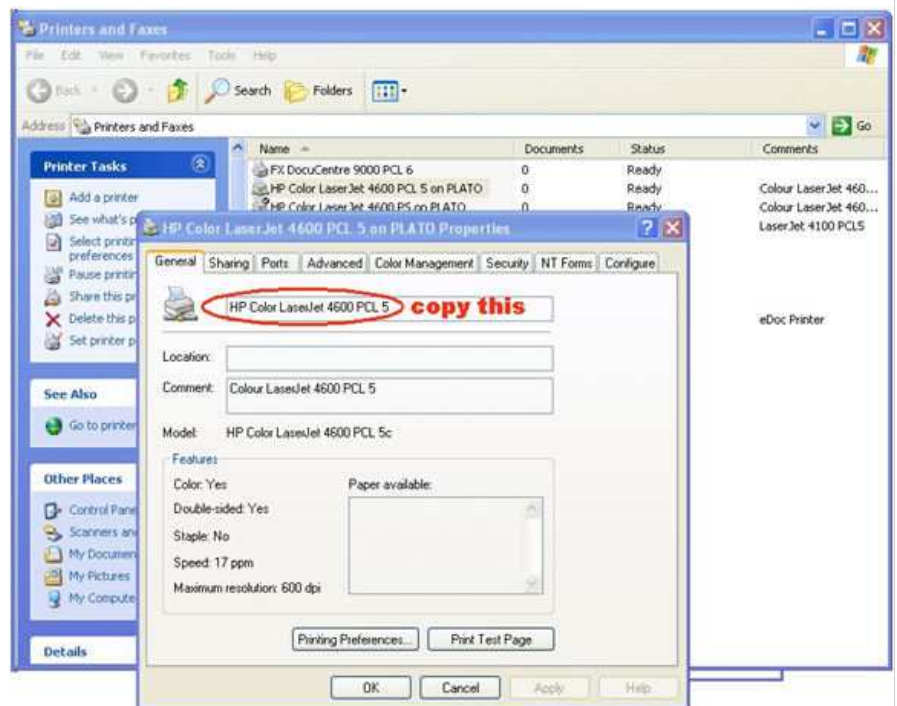 Printers and Faxes
File Edit View Favorites Tools Help
Back Search Folders
Address Printers and Faxes Go
Name Documents Status Comments
Printer Tasks
FX DocuCentre 9000 PCL 6 0 Ready
HP Color LaserJet 4600 PCL 5 on PLATO 0 Ready Colour LaserJet 460...
HP Color LaserJet 4600 PS on PLATO 0 Ready Colour LaserJet 460...
LaserJet 4100 PCL5
eDoc Printer
Add a printer
See what's p
Select printin
preferences
Pause printin
Share this pr
Delete this p
Set printer p
See Also
Go to printer
Other Places
Control Pane
Scanners and
My Documen
My Pictures
My Compute
Details
HP Color LaserJet 4600 PCL 5 on PLATO Properties
General Sharing Ports Advanced Color Management Security NT Forms Configure
HP Color LaserJet 4600 PCL 5 copy this
Location:
Comment: Colour LaserJet 4600 PCL 5
Model: HP Color LaserJet 4600 PCL 5c
Features
Color: Yes Paper available:
Double-sided: Yes
Staple: No
Speed: 17 ppm
Maximum resolution: 600 dpi
Printing Preferences... Print Test Page
OK Cancel Apply Help